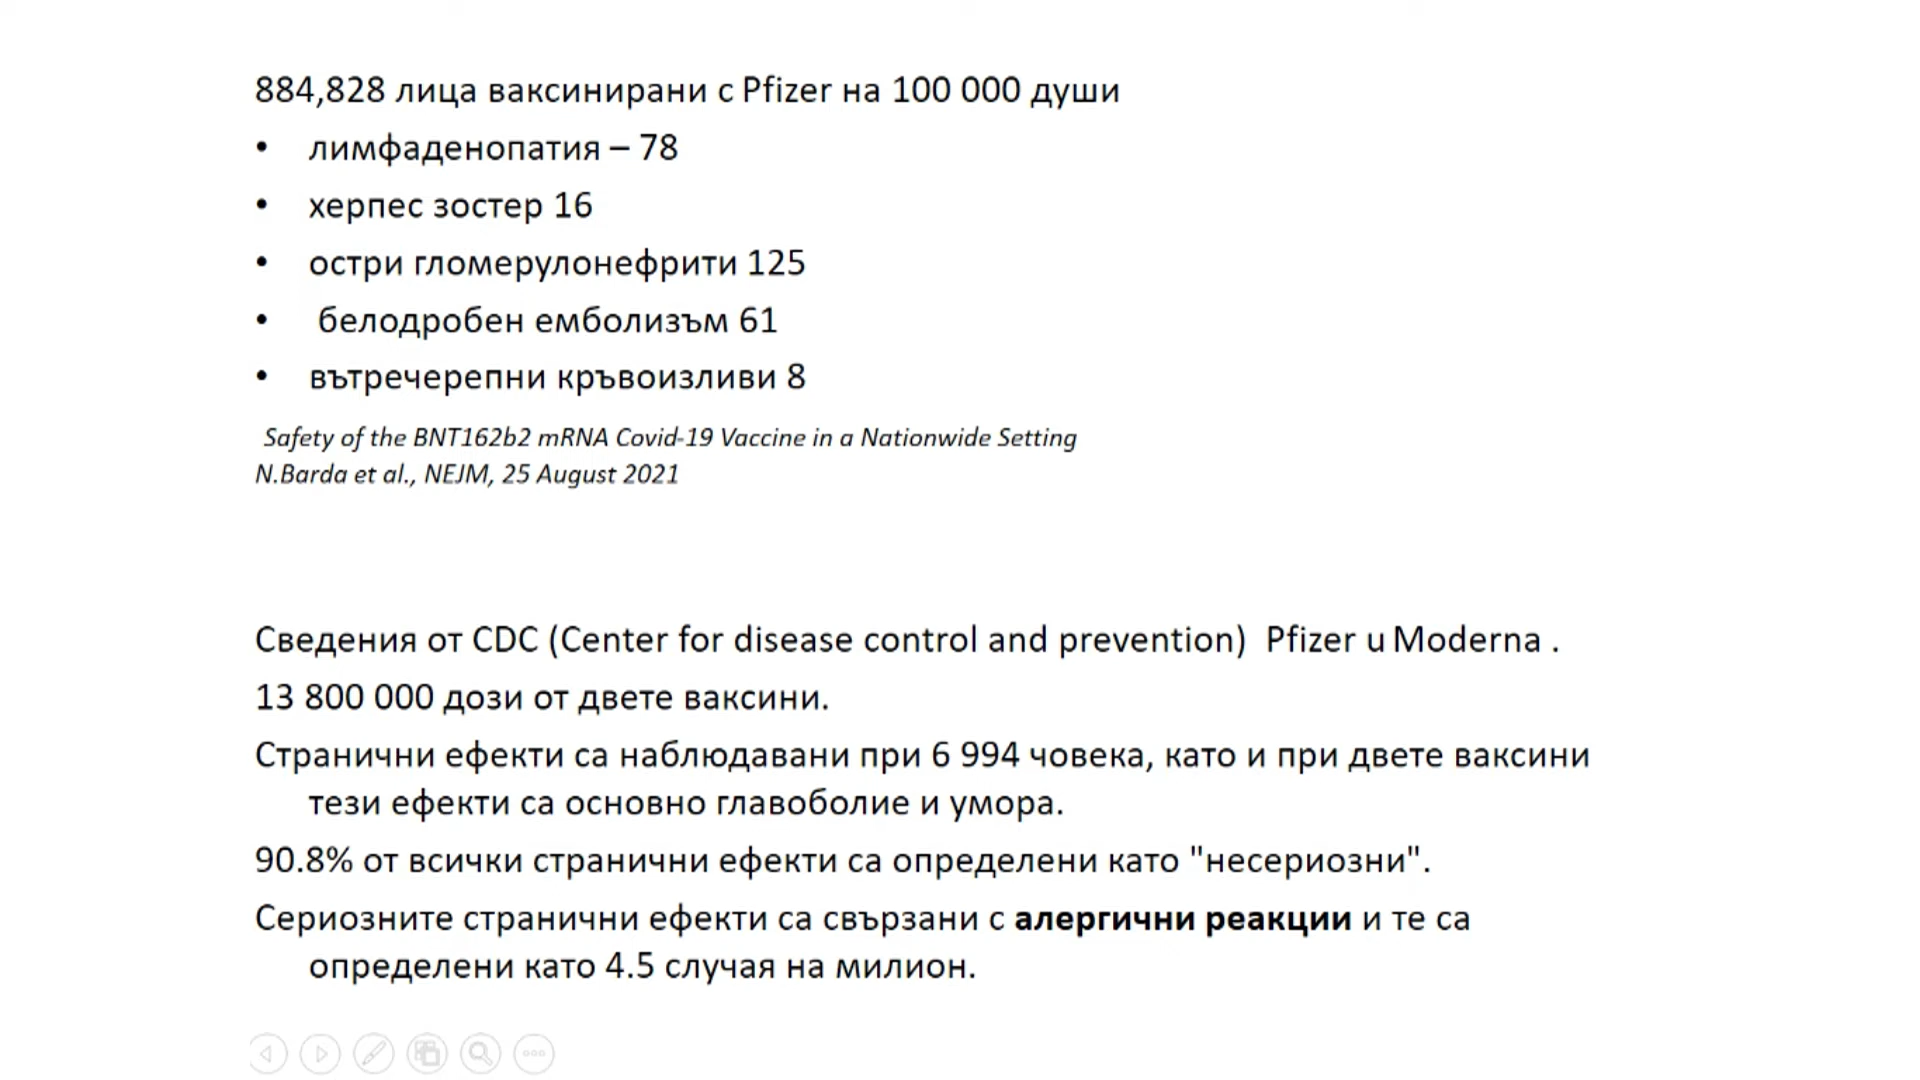 884,828 лица ваксинирани с Pfizer на 100 000 души
• лимфаденопатия – 78
• херпес зостер 16
• остри гломерулонефрити 125
• белодробен емболизъм 61
• вътречерепни кръвоизливи 8
Safety of the BNT162b2 mRNA Covid-19 Vaccine in a Nationwide Setting
N.Barda et al., NEJM, 25 August 2021
Сведения от CDC (Center for disease control and prevention) Pfizer u Moderna .
13 800 000 дози от двете ваксини.
Странични ефекти са наблюдавани при 6 994 човека, като и при двете ваксини
тези ефекти са основно главоболие и умора.
90.8% от всички странични ефекти са определени като "несериозни".
Сериозните странични ефекти са свързани с алергични реакции и те са
определени като 4.5 случая на милион.